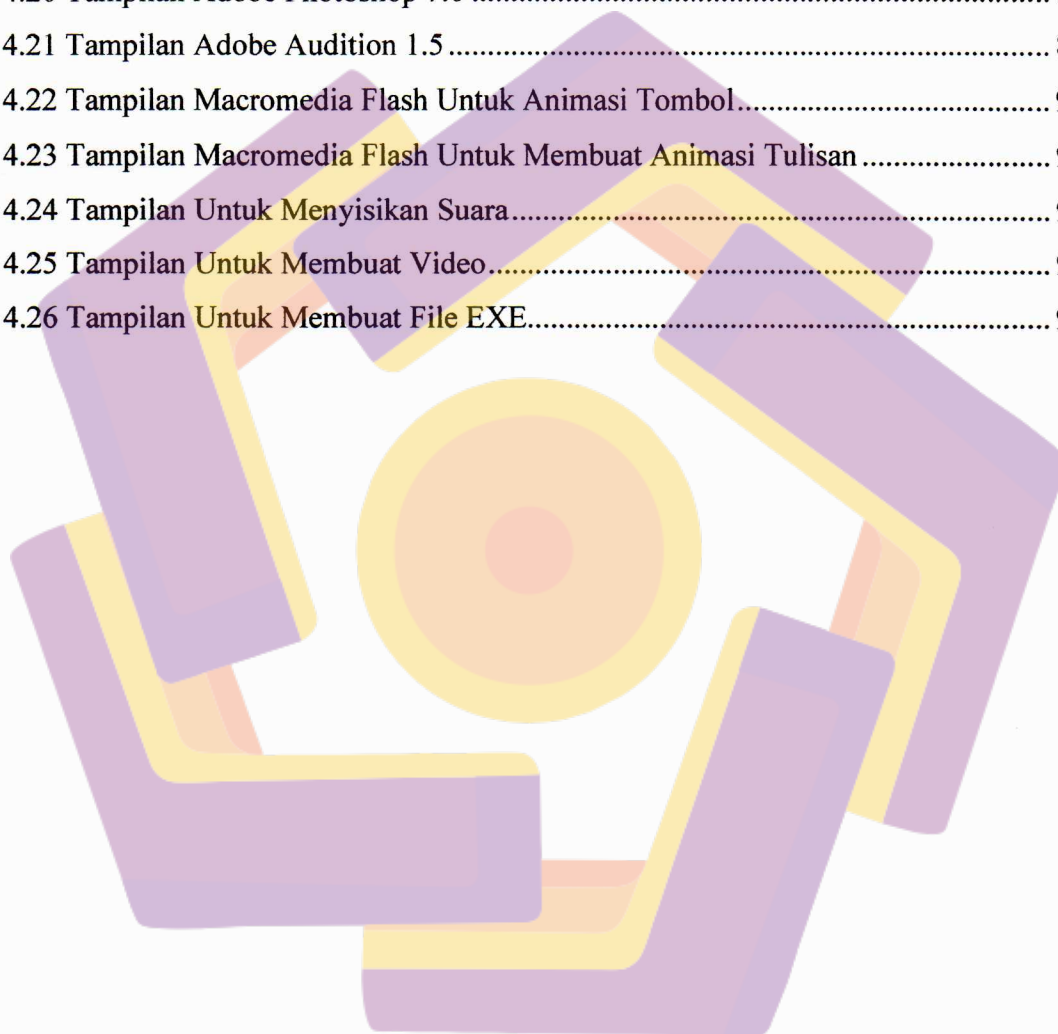 4.21 Tampilan Adobe Audition 1.5
4.22 Tampilan Macromedia Flash Untuk Animasi Tombol
4.23 Tampilan Macromedia Flash Untuk Membuat Animasi Tulisan
4.24 Tampilan Untuk Menyisikan Suara
4.25 Tampilan Untuk Membuat Video
4.26 Tampilan Untuk Membuat File EXE